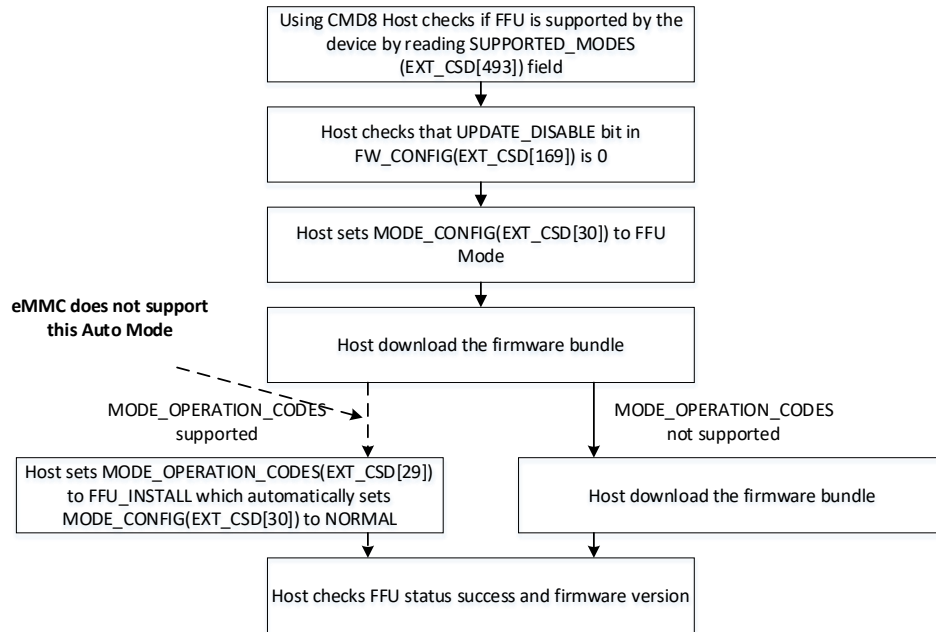 Using CMD8 Host checks if FFU is supported by the
device by reading SUPPORTED_MODES
(EXT_CSD[493]) field
Host checks that UPDATE_DISABLE bit in
FW_CONFIG(EXT_CSD[169]) is 0
Host sets MODE_CONFIG(EXT_CSD[30]) to FFU
Mode
eMMC does not support
this Auto Mode
Host download the firmware bundle
MODE_OPERATION_CODES
supported
MODE_OPERATION_CODES
not supported
Host sets MODE_OPERATION_CODES(EXT_CSD[29])
to FFU_INSTALL which automatically sets
MODE_CONFIG(EXT_CSD[30]) to NORMAL
Host download the firmware bundle
Host checks FFU status success and firmware version